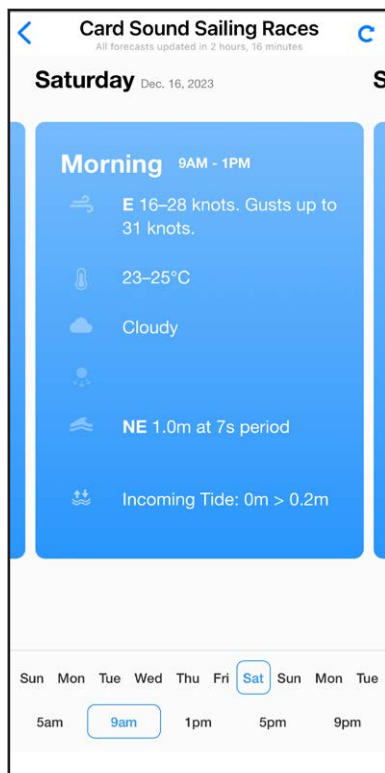 Card Sound Sailing Races
All forecasts updated in 2 hours, 16 minutes
Saturday Dec. 16, 2023 S
Morning 9AM - 1PM
E 16–28 knots. Gusts up to
31 knots.
23–25°C
Cloudy
NE 1.0m at 7s period
Incoming Tide: 0m > 0.2m
Sun Mon Tue Wed Thu Fri Sat Sun Mon Tue
5am 9am 1pm 5pm 9pm